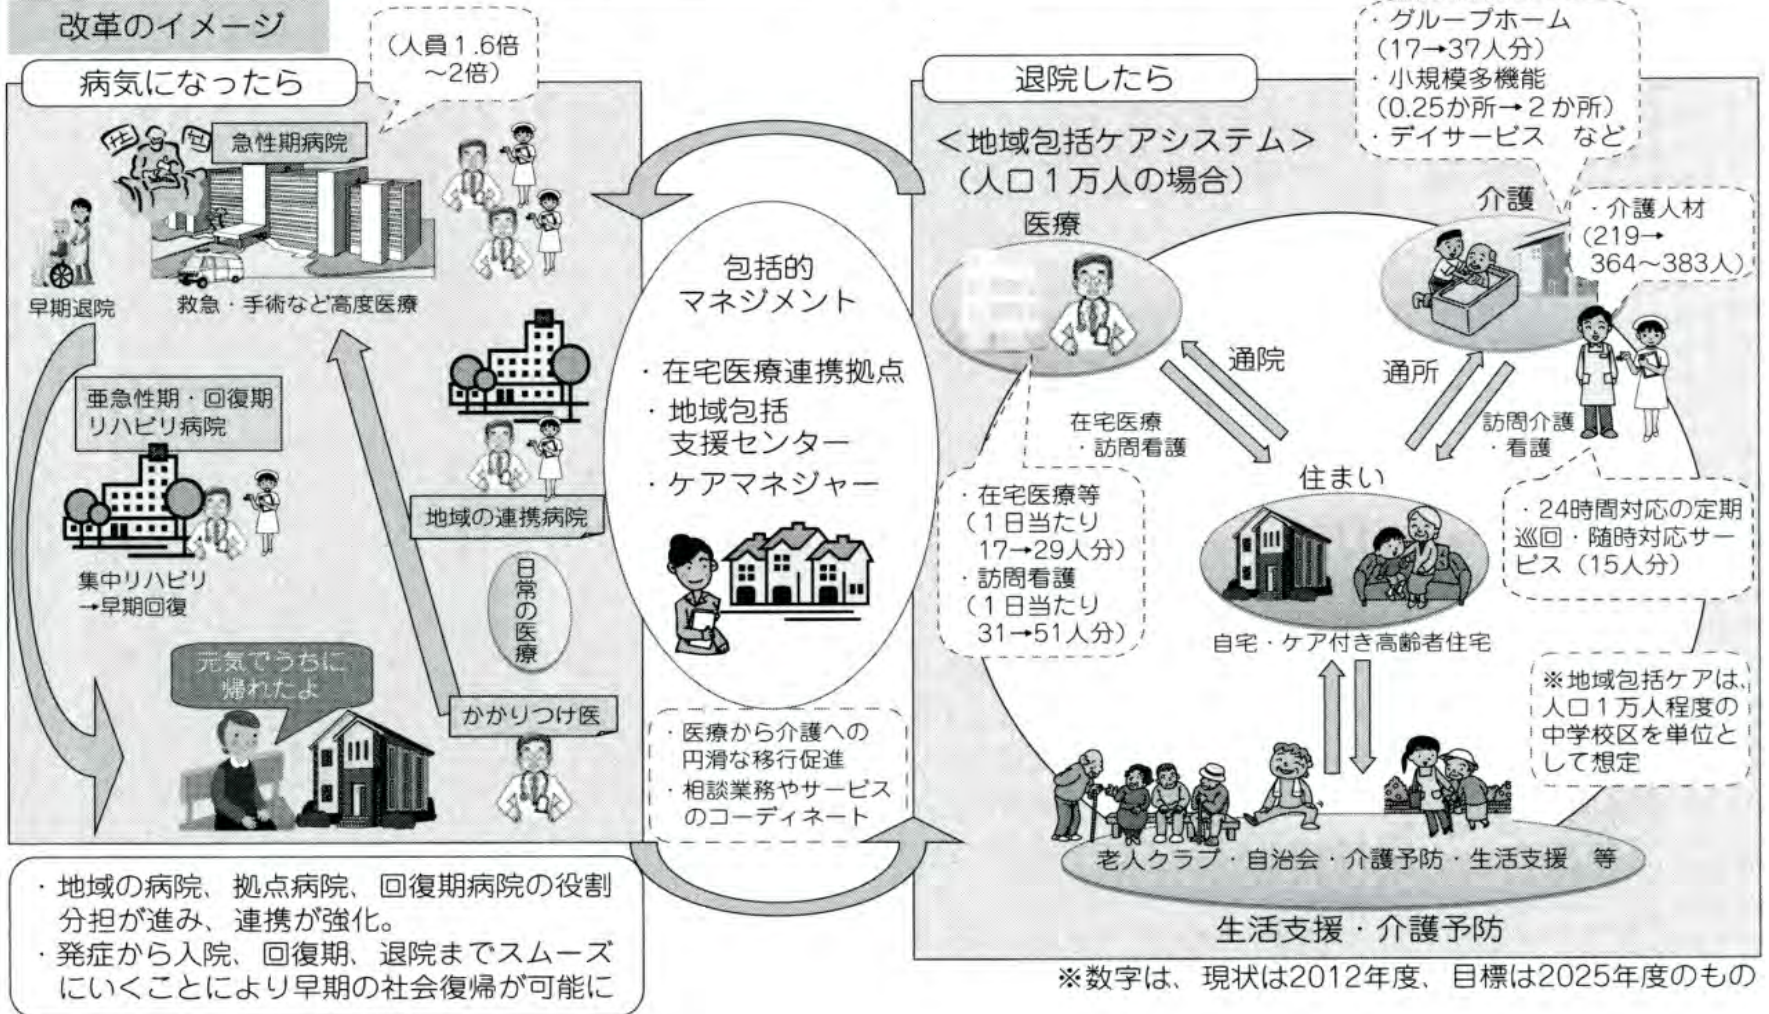 改革のイメージ
病気になったら
(人員1.6倍
～2倍)
急性期病院
早期退院
救急・手術など高度医療
亜急性期・回復期
リハビリ病院
集中リハビリ
→早期回復
地域の連携病院
日常の医療
元気でうちに
帰れたよ
かかりつけ医
・地域の病院、拠点病院、回復期病院の役割
分担が進み、連携が強化。
・発症から入院、回復期、退院までスムーズ
にいくことにより早期の社会復帰が可能に
包括的
マネジメント
・在宅医療連携拠点
・地域包括
支援センター
・ケアマネジャー
・医療から介護への
円滑な移行促進
・相談業務やサービス
のコーディネート
退院したら
＜地域包括ケアシステム＞
(人口1万人の場合)
・グループホーム
(17→37人分)
・小規模多機能
(0.25か所→2か所)
・デイサービス　など
医療
介護
・介護人材
(219→
364～383人)
通院
在宅医療
・訪問看護
通所
訪問介護
・看護
・在宅医療等
(1日当たり
17→29人分)
・訪問看護
(1日当たり
31→51人分)
住まい
自宅・ケア付き高齢者住宅
・24時間対応の定期
巡回・随時対応サー
ビス(15人分)
※地域包括ケアは、
人口1万人程度の
中学校区を単位と
して想定
老人クラブ・自治会・介護予防・生活支援　等
生活支援・介護予防
※数字は、現状は2012年度、目標は2025年度のもの